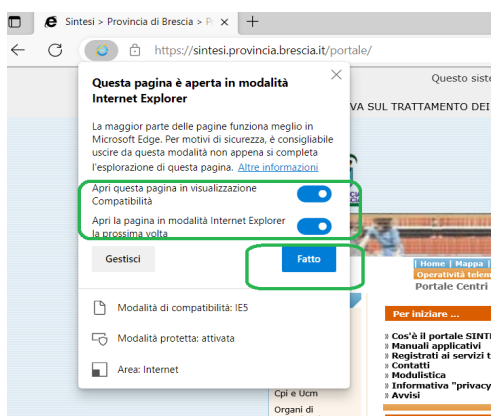 Sintesi > Provincia di Brescia > P
https://sintesi.provincia.brescia.it/portale/
Questa pagina è aperta in modalità
Internet Explorer
La maggior parte delle pagine funziona meglio in
Microsoft Edge. Per motivi di sicurezza, è consigliabile
uscire da questa modalità non appena si completa
l'esplorazione di questa pagina. Altre informazioni
Apri questa pagina in visualizzazione
Compatibilità
Apri la pagina in modalità Internet Explorer
la prossima volta
Gestisci
Fatto
Modalità di compatibilità: IE5
Modalità protetta: attivata
Area: Internet
Questo siste
VA SUL TRATTAMENTO DEI
| Home | Mappa |
Operatività telem
Portale Centri
Per iniziare ...
» Cos'è il portale SINT
» Manuali applicativi
» Registrati ai servizi t
» Contatti
» Modulistica
» Informativa "privacy
» Avvisi
Cpi e Ucm
Organi di